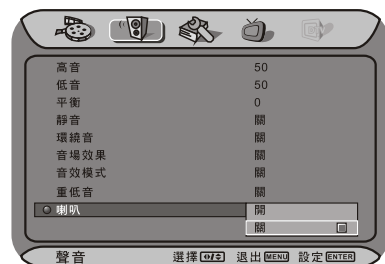 高音 50
低音 50
平衡 0
靜音 關
環繞音 關
音場效果 關
音效模式 關
重低音 關
喇叭 開
關
聲音 選擇 退出 MENU 設定 ENTER